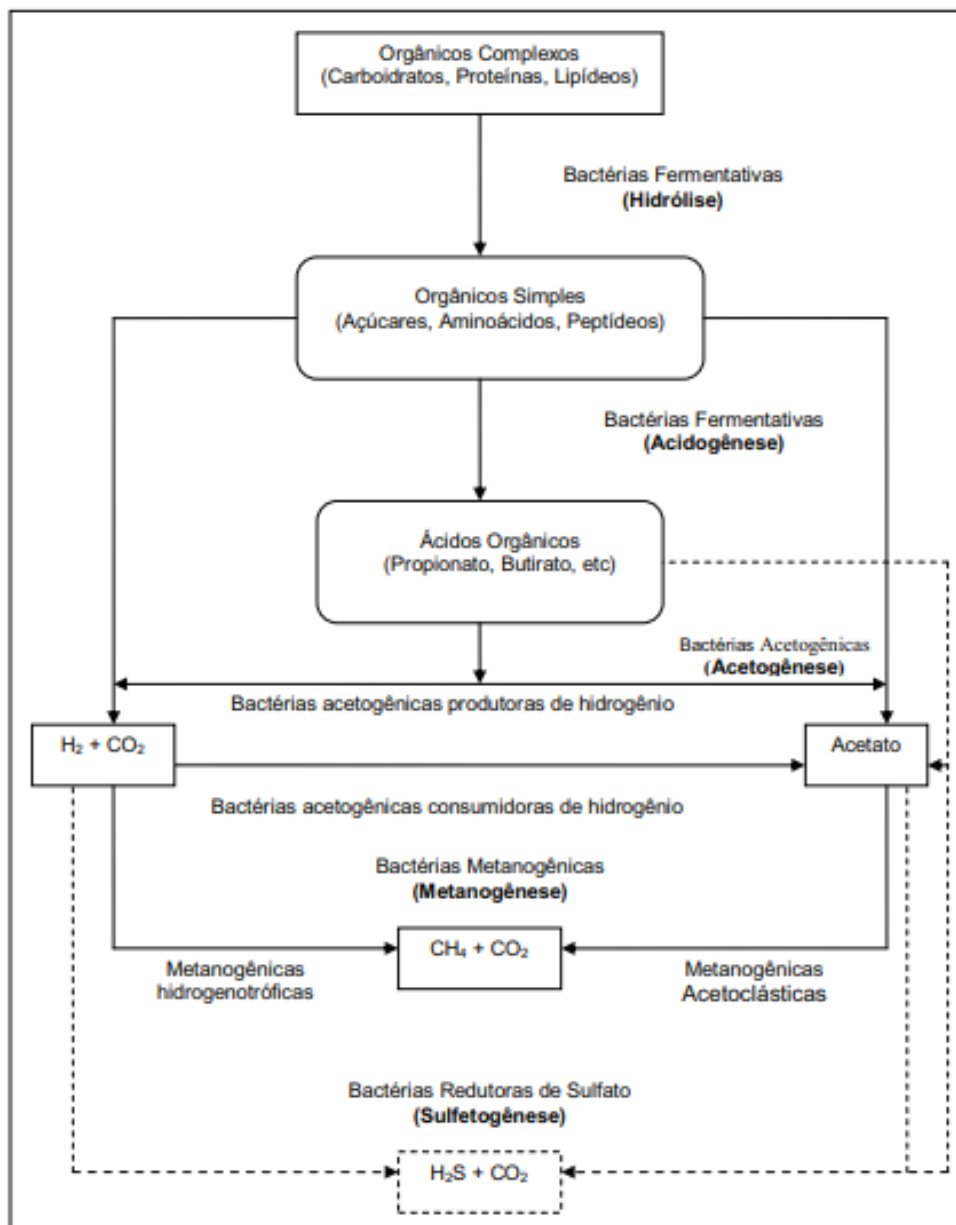 Orgânicos Complexos
(Carboidratos, Proteínas, Lipídeos)
Bactérias Fermentativas
(Hidrólise)
Orgânicos Simples
(Açúcares, Aminoácidos, Peptídeos)
Bactérias Fermentativas
(Acidogênese)
Ácidos Orgânicos
(Propionato, Butirato, etc)
Bactérias Acetogênicas
(Acetogênese)
Bactérias acetogênicas produtoras de hidrogênio
H₂ + CO₂
Acetato
Bactérias acetogênicas consumidoras de hidrogênio
Bactérias Metanogênicas
(Metanogênese)
CH₄ + CO₂
Metanogênicas
hidrogenotróficas
Metanogênicas
Acetoclásticas
Bactérias Redutoras de Sulfato
(Sulfetogênese)
H₂S + CO₂